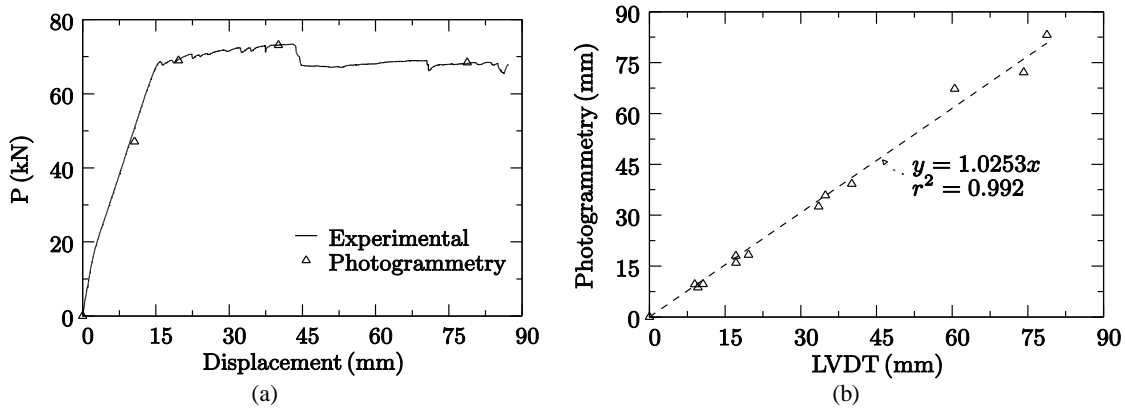 80
60
40
20
0
P (kN)
Experimental
Photogrammetry
0 15 30 45 60 75 90
Displacement (mm)
(a)
90
75
60
45
30
15
0
Photogrammetry (mm)
y = 1.0253x
r² = 0.992
0 15 30 45 60 75 90
LVDT (mm)
(b)